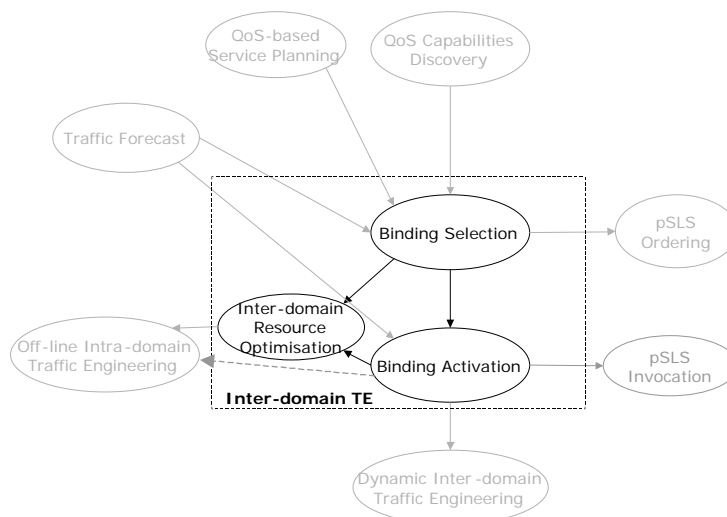 QoS-based
Service Planning
QoS Capabilities
Discovery
Traffic Forecast
Binding Selection
pSLS
Ordering
Inter-domain
Resource
Optimisation
Off-line Intra-domain
Traffic Engineering
Binding Activation
pSLS
Invocation
Inter-domain TE
Dynamic Inter-domain
Traffic Engineering